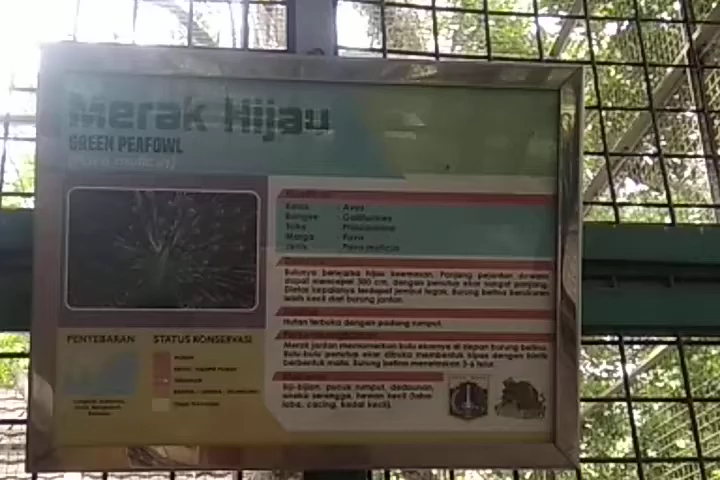 Merak Hijau
GREEN PEAFOWL
(Pavo muticus)
Kelas : Aves
Bangsa : Galliformes
Suku : Phasianidae
Marga : Pavo
Jenis : Pavo muticus
Bulunya berwarna hijau keemasan. Panjang pejantan dewasa
dapat mencapai 300 cm, dengan penutup ekor sangat panjang.
Diatas kepalanya terdapat jambul tegak. Burung betina berukuran
lebih kecil dari burung jantan.
Hutan terbuka dengan padang rumput.
Merak jantan memamerkan bulu ekornya di depan burung betina.
Bulu-bulu penutup ekor dibuka membentuk kipas dengan bintik
berbentuk mata. Burung betina menetaskan 3-6 telur.
Biji-bijian, pucuk rumput, dedaunan,
aneka serangga, hewan kecil (laba-
laba, cacing, kadal kecil).
PENYEBARAN
STATUS KONSERVASI